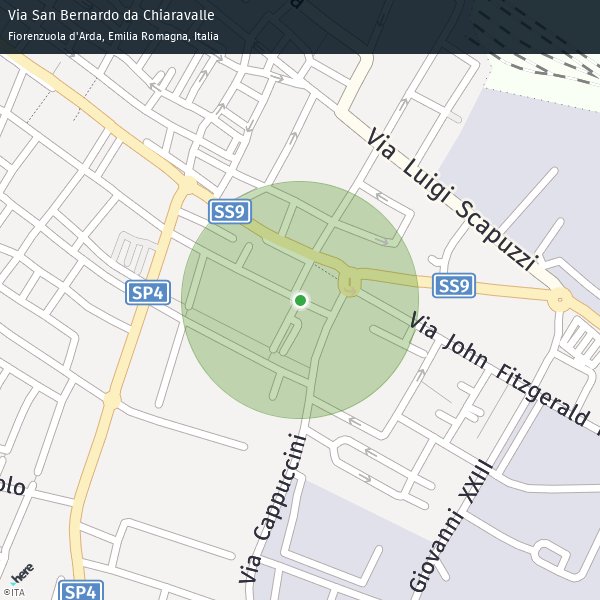 Via San Bernardo da Chiaravalle
Fiorenzuola d'Arda, Emilia Romagna, Italia
Via Luigi Scapuzzi
SS9
SS9
SP4
Via John Fitzgerald
Via Cappuccini
Giovanni XXIII
olo
SP4
here
©ITA